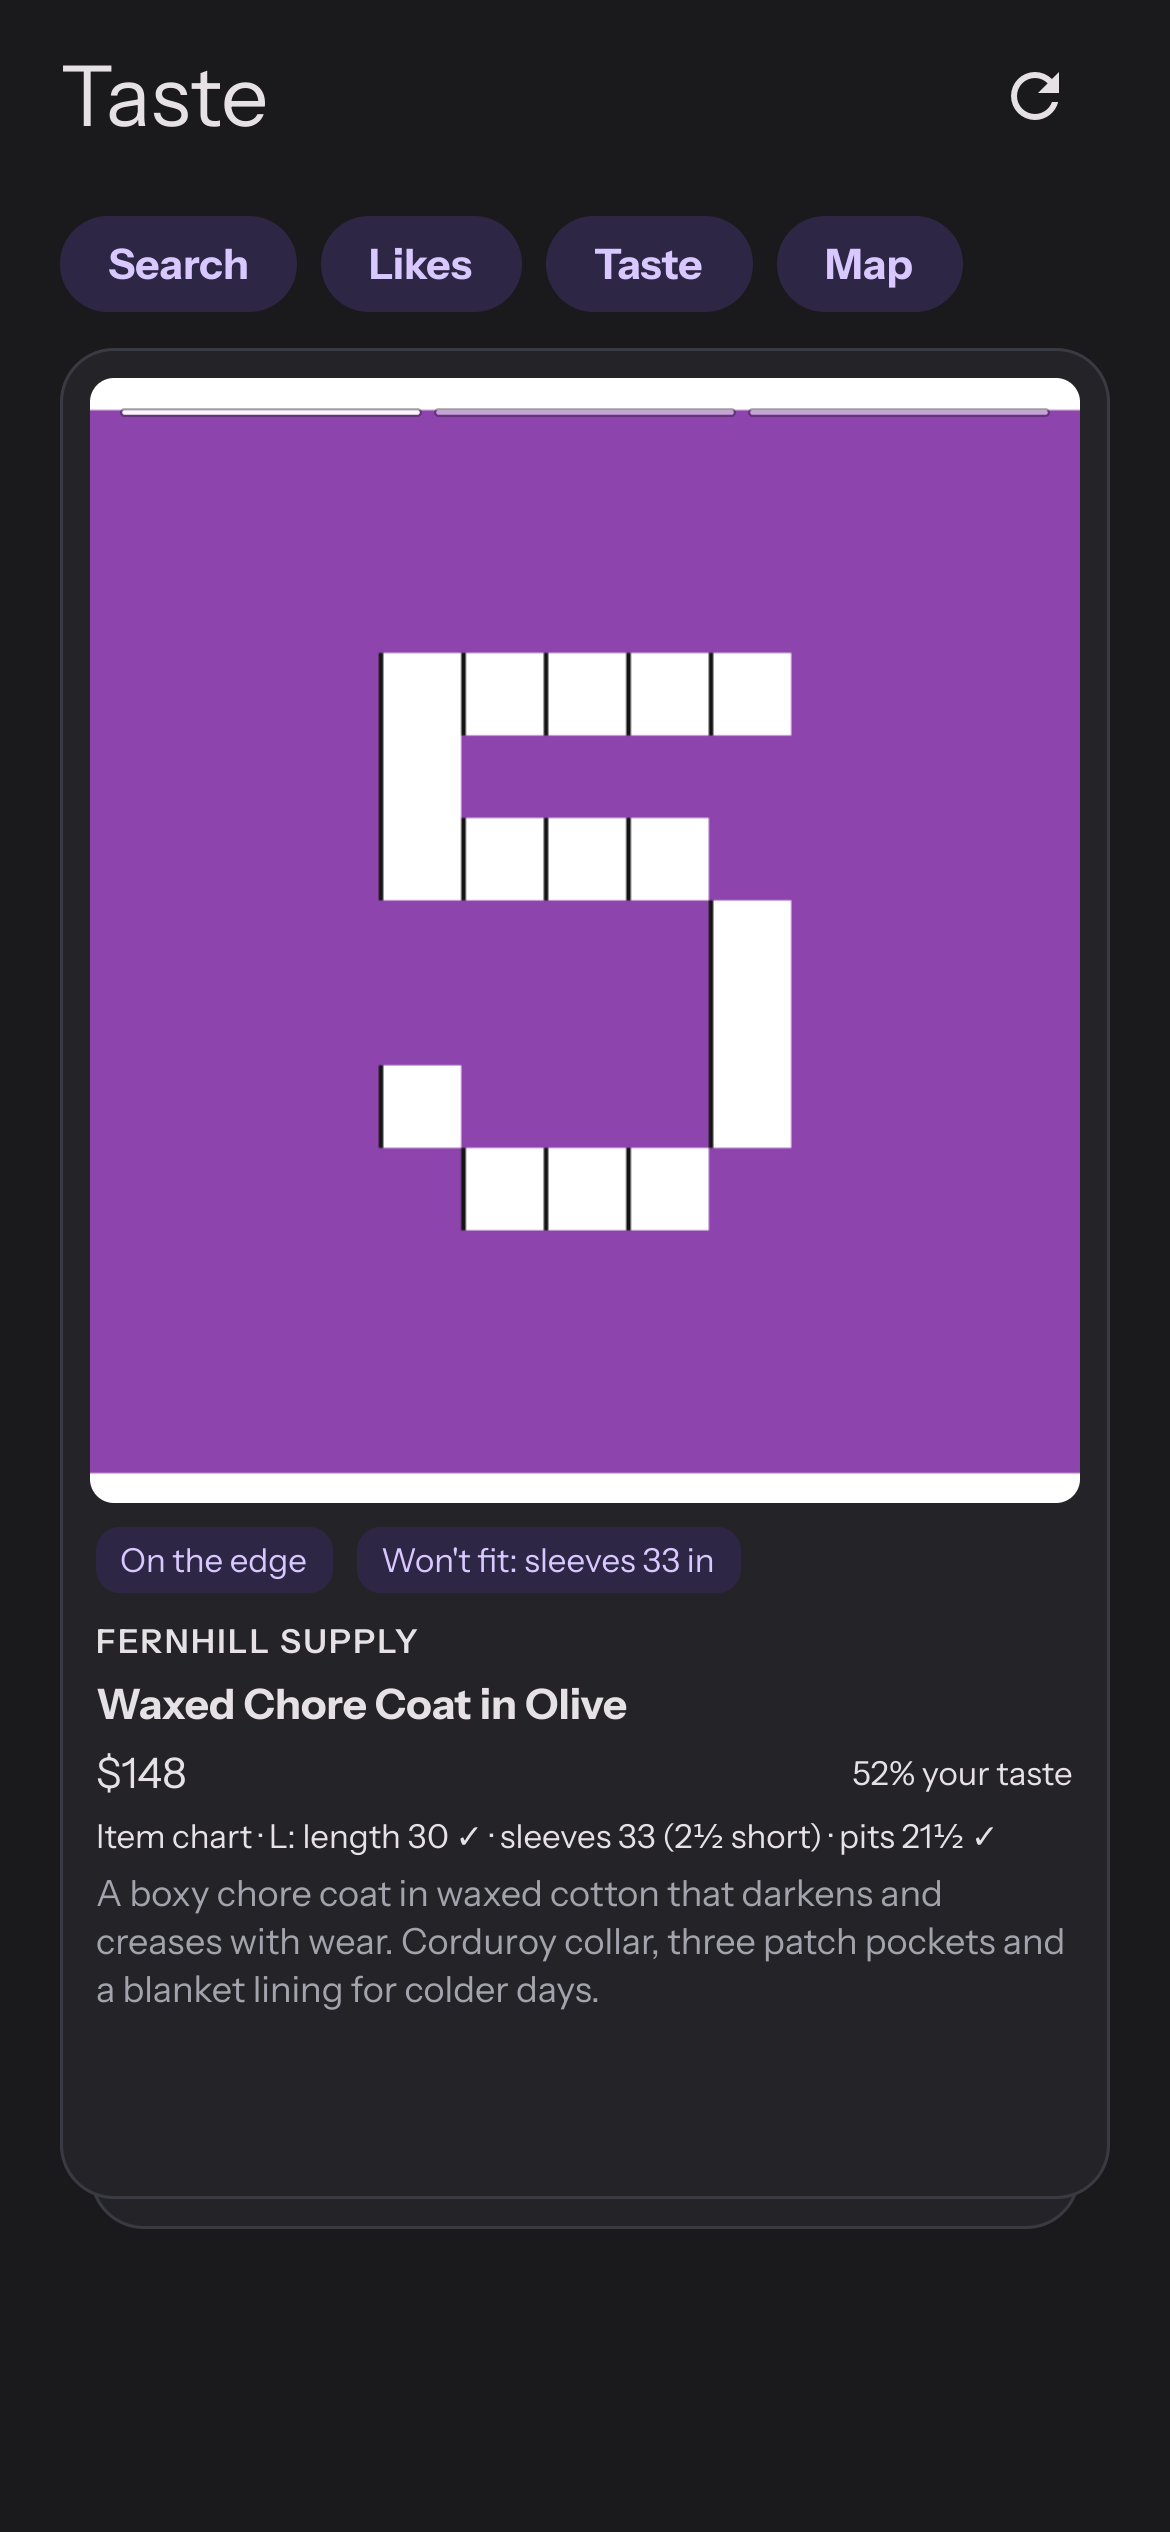 Taste
Search Likes Taste Map
5
On the edge Won't fit: sleeves 33 in
FERNHILL SUPPLY
Waxed Chore Coat in Olive
$148 52% your taste
Item chart · L: length 30 ✓ · sleeves 33 (2½ short) · pits 21½ ✓
A boxy chore coat in waxed cotton that darkens and
creases with wear. Corduroy collar, three patch pockets and
a blanket lining for colder days.